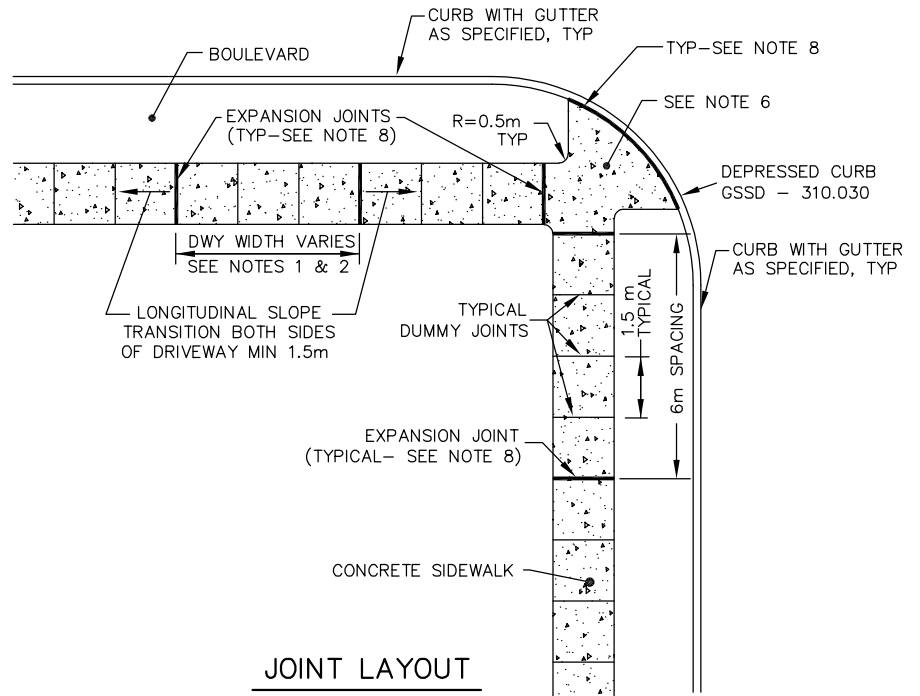 CURB WITH GUTTER
AS SPECIFIED, TYP
BOULEVARD
TYP-SEE NOTE 8
EXPANSION JOINTS
(TYP-SEE NOTE 8)
R=0.5m
TYP
SEE NOTE 6
DEPRESSED CURB
GSSD - 310.030
DWY WIDTH VARIES
SEE NOTES 1 & 2
CURB WITH GUTTER
AS SPECIFIED, TYP
LONGITUDINAL SLOPE
TRANSITION BOTH SIDES
OF DRIVEWAY MIN 1.5m
TYPICAL
DUMMY JOINTS
1.5 m
TYPICAL
6m SPACING
EXPANSION JOINT
(TYPICAL- SEE NOTE 8)
CONCRETE SIDEWALK
JOINT LAYOUT